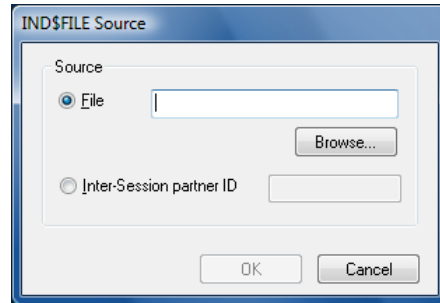 IND$FILE Source
Source
File
Browse...
Inter-Session partner ID
OK
Cancel